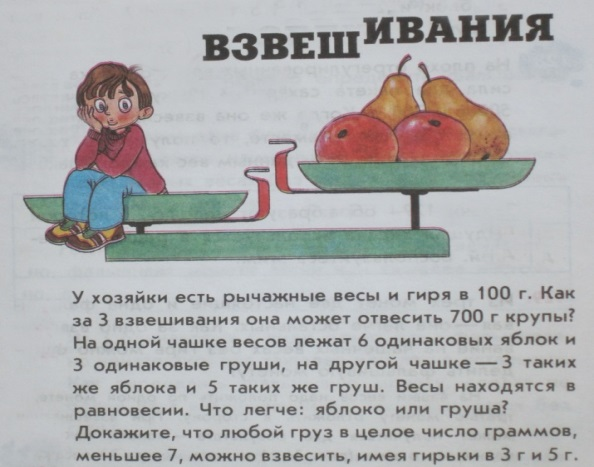 ВЗВЕШИВАНИЯ
У хозяйки есть рычажные весы и гиря в 100 г. Как
за 3 взвешивания она может отвесить 700 г крупы?
На одной чашке весов лежат 6 одинаковых яблок и
3 одинаковые груши, на другой чашке — 3 таких
же яблока и 5 таких же груш. Весы находятся в
равновесии. Что легче: яблоко или груша?
Докажите, что любой груз в целое число граммов,
меньшее 7, можно взвесить, имея гирьки в 3 г и 5 г.